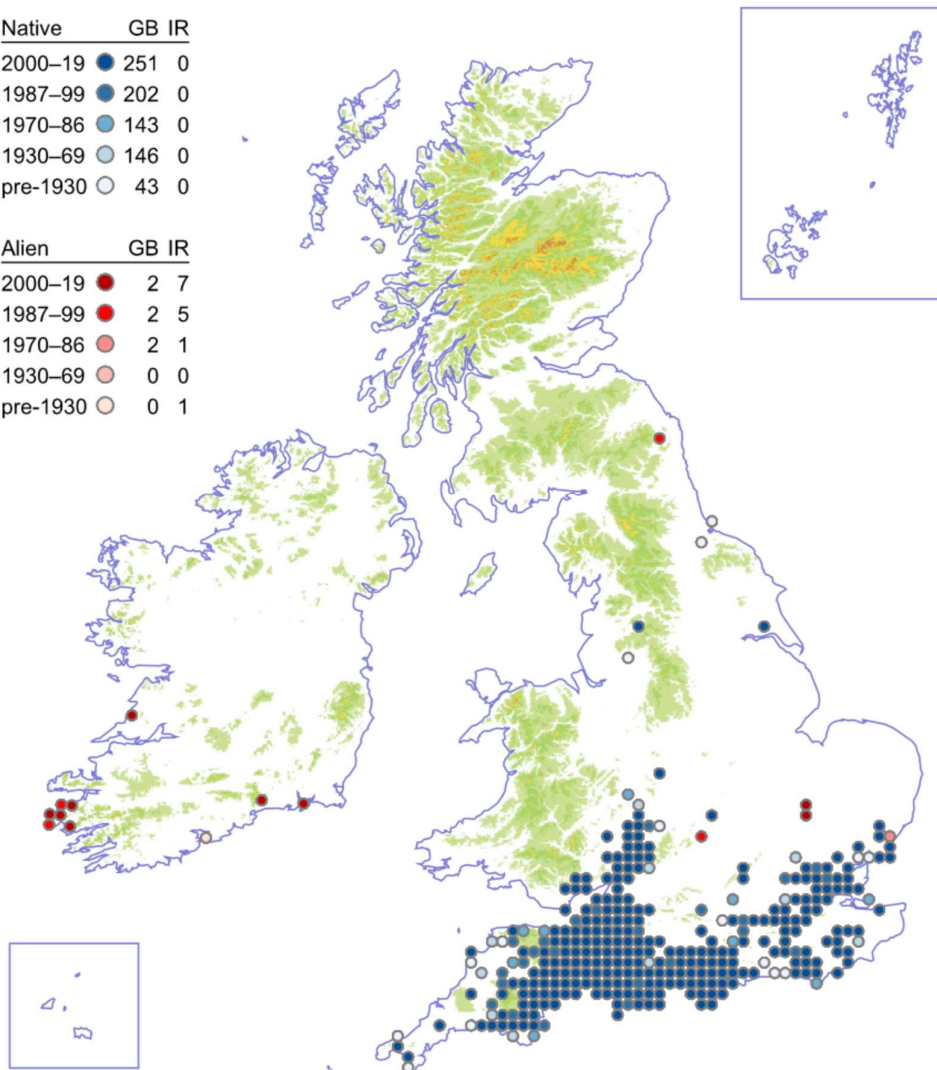 Native GB IR
2000–19 251 0
1987–99 202 0
1970–86 143 0
1930–69 146 0
pre-1930 43 0
Alien GB IR
2000–19 2 7
1987–99 2 5
1970–86 2 1
1930–69 0 0
pre-1930 0 1